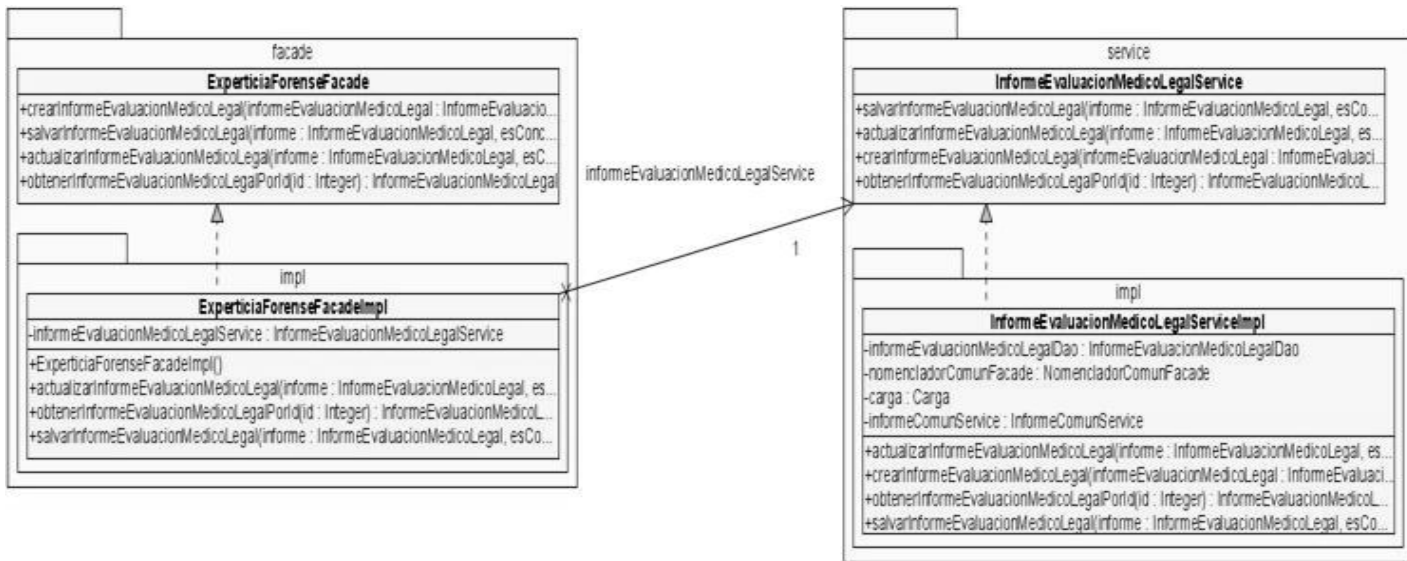 facade
ExperticiaForenseFacade
+crearInformeEvaluacionMedicoLegal(informeEvaluacionMedicoLegal : InformeEvaluacio...
+salvarInformeEvaluacionMedicoLegal(informe : InformeEvaluacionMedicoLegal, esConc...
+actualizarInformeEvaluacionMedicoLegal(informe : InformeEvaluacionMedicoLegal, esC...
+obtenerInformeEvaluacionMedicoLegalPorId(id : Integer) : InformeEvaluacionMedicoLegal
impl
ExperticiaForenseFacadeImpl
-informeEvaluacionMedicoLegalService : InformeEvaluacionMedicoLegalService
+ExperticiaForenseFacadeImpl()
+actualizarInformeEvaluacionMedicoLegal(informe : InformeEvaluacionMedicoLegal, es...
+obtenerInformeEvaluacionMedicoLegalPorId(id : Integer) : InformeEvaluacionMedicoL...
+salvarInformeEvaluacionMedicoLegal(informe : InformeEvaluacionMedicoLegal, esCo...
informeEvaluacionMedicoLegalService
1
service
InformeEvaluacionMedicoLegalService
+salvarInformeEvaluacionMedicoLegal(informe : InformeEvaluacionMedicoLegal, esCo...
+actualizarInformeEvaluacionMedicoLegal(informe : InformeEvaluacionMedicoLegal, es...
+crearInformeEvaluacionMedicoLegal(informeEvaluacionMedicoLegal : InformeEvaluaci...
+obtenerInformeEvaluacionMedicoLegalPorId(id : Integer) : InformeEvaluacionMedicoL...
impl
InformeEvaluacionMedicoLegalServiceImpl
-informeEvaluacionMedicoLegalDao : InformeEvaluacionMedicoLegalDao
-nomencladorComunFacade : NomencladorComunFacade
-carga : Carga
-informeComunService : InformeComunService
+actualizarInformeEvaluacionMedicoLegal(informe : InformeEvaluacionMedicoLegal, es...
+crearInformeEvaluacionMedicoLegal(informeEvaluacionMedicoLegal : InformeEvaluaci...
+obtenerInformeEvaluacionMedicoLegalPorId(id : Integer) : InformeEvaluacionMedicoL...
+salvarInformeEvaluacionMedicoLegal(informe : InformeEvaluacionMedicoLegal, esCo...